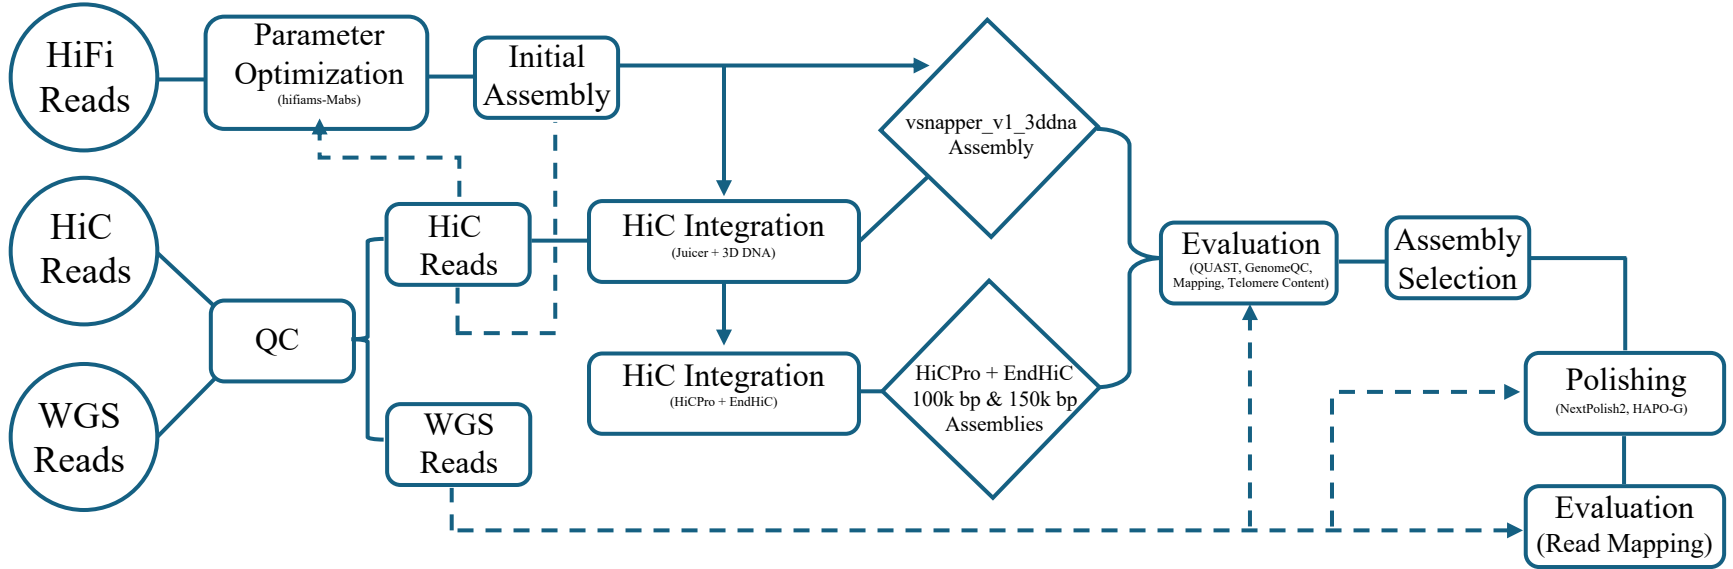 HiFi
Reads
Parameter
Optimization
(hifiams-Mabs)
Initial
Assembly
vsnapper_v1_3ddna
Assembly
HiC
Reads
HiC
Reads
HiC Integration
(Juicer + 3D DNA)
Evaluation
(QUAST, GenomeQC,
Mapping, Telomere Content)
Assembly
Selection
QC
HiC Integration
(HiCPro + EndHiC)
HiCPro + EndHiC
100k bp & 150k bp
Assemblies
Polishing
(NextPolish2, HAPO-G)
WGS
Reads
WGS
Reads
Evaluation
(Read Mapping)